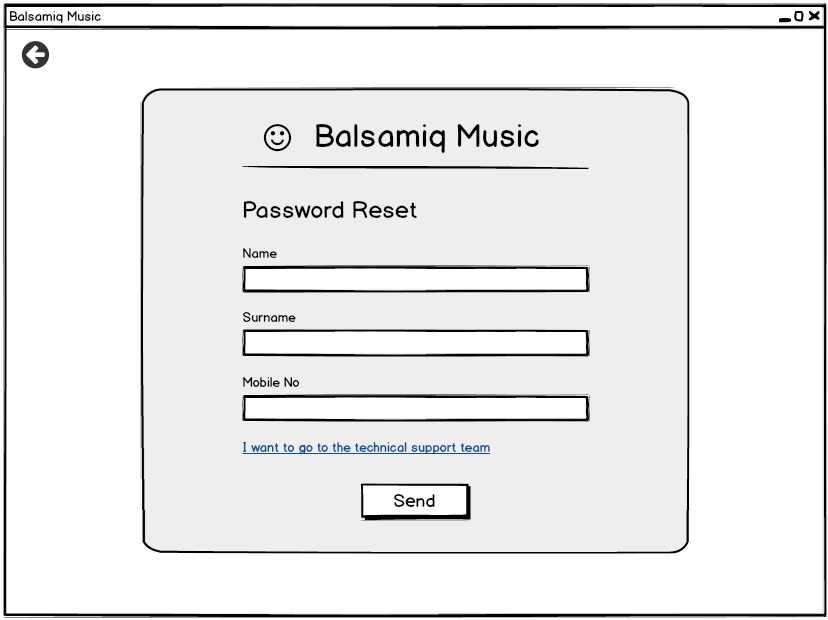 Balsamiq Music
Balsamiq Music
Password Reset
Name
Surname
Mobile No
I want to go to the technical support team
Send